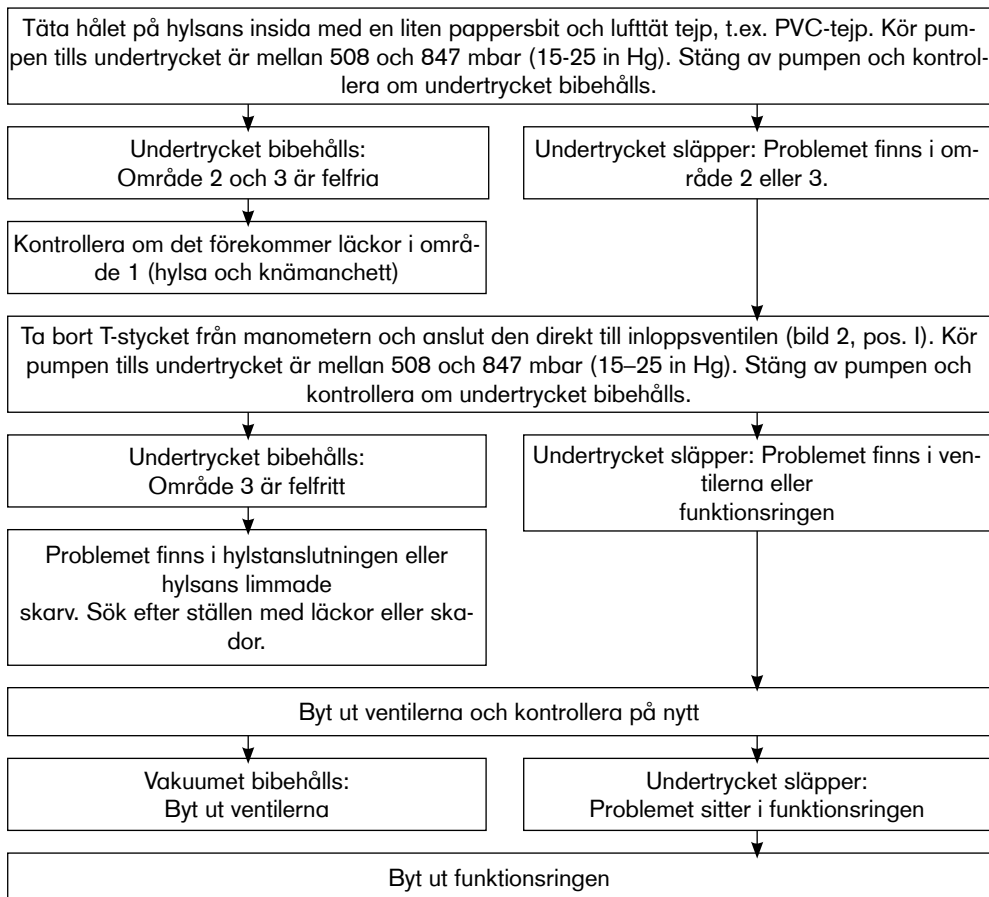 Täta hålet på hylsans insida med en liten pappersbit och lufttät tejp, t.ex. PVC-tejp. Kör pum-
pen tills undertrycket är mellan 508 och 847 mbar (15-25 in Hg). Stäng av pumpen och kontrol-
lera om undertrycket bibehålls.
Undertrycket bibehålls:
Område 2 och 3 är felfria
Undertrycket släpper: Problemet finns i om-
råde 2 eller 3.
Kontrollera om det förekommer läckor i områ-
de 1 (hylsa och knämanchett)
Ta bort T-stycket från manometern och anslut den direkt till inloppsventilen (bild 2, pos. I). Kör
pumpen tills undertrycket är mellan 508 och 847 mbar (15–25 in Hg). Stäng av pumpen och
kontrollera om undertrycket bibehålls.
Undertrycket bibehålls:
Område 3 är felfritt
Undertrycket släpper: Problemet finns i ven-
tilerna eller
funktionsringen
Problemet finns i hylstanslutningen eller
hylsans limmade
skarv. Sök efter ställen med läckor eller ska-
dor.
Byt ut ventilerna och kontrollera på nytt
Vakuumet bibehålls:
Byt ut ventilerna
Undertrycket släpper:
Problemet sitter i funktionsringen
Byt ut funktionsringen